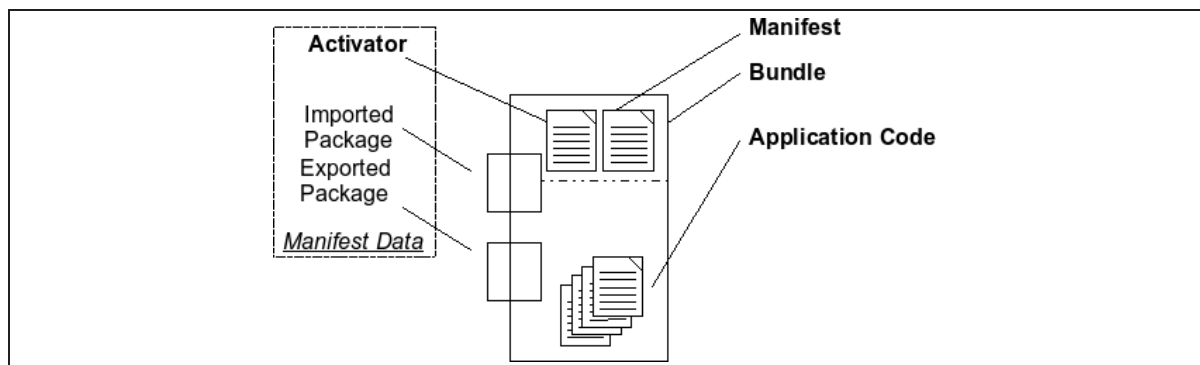 Activator
Imported
Package
Exported
Package
Manifest Data
Manifest
Bundle
Application Code